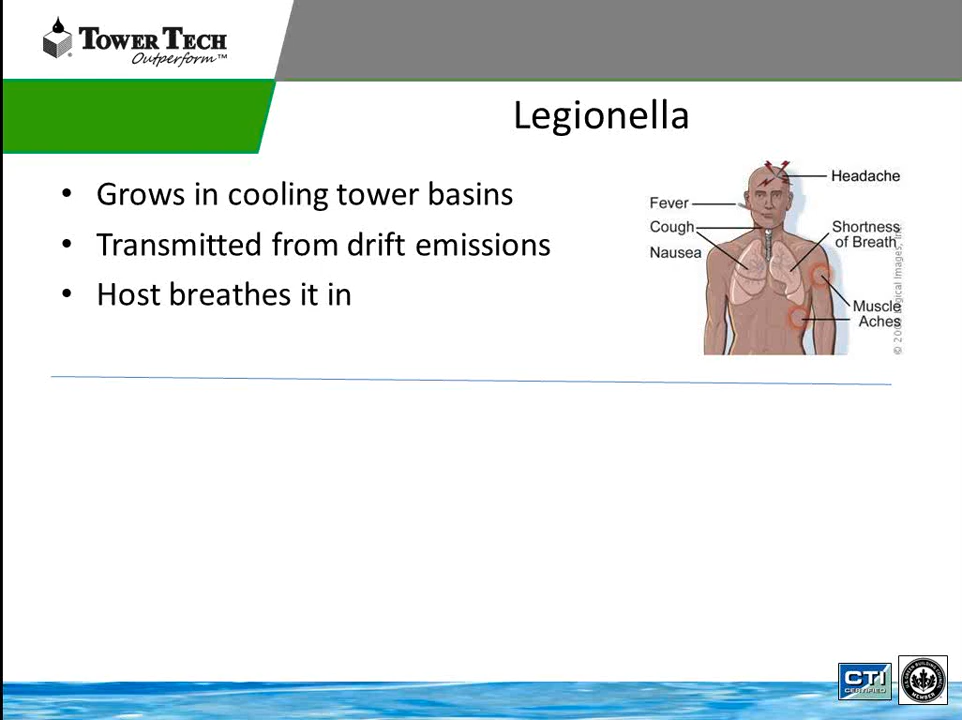 TOWER TECH
Outperform™
Legionella
• Grows in cooling tower basins
• Transmitted from drift emissions
• Host breathes it in
Headache
Fever
Cough
Nausea
Shortness
of Breath
Muscle
Aches
CTI
CERTIFIED
MEMBER